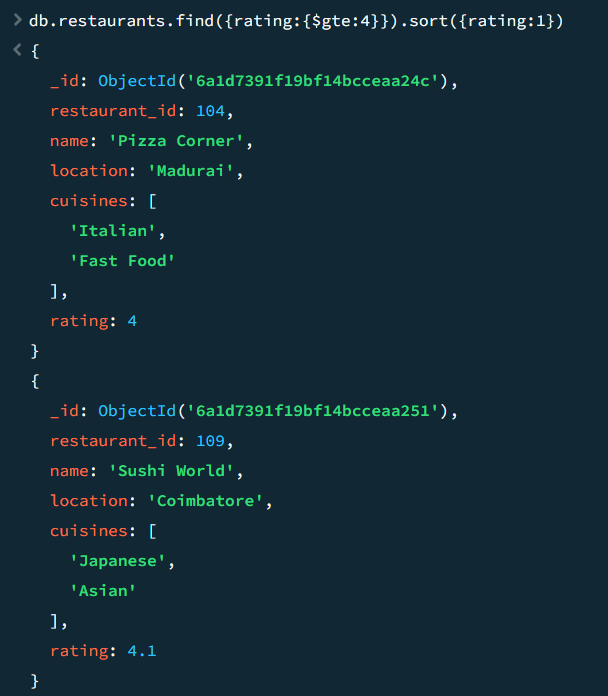 db.restaurants.find({rating:{$gte:4}}).sort({rating:1})
{
_id: ObjectId('6a1d7391f19bf14bcceaa24c'),
restaurant_id: 104,
name: 'Pizza Corner',
location: 'Madurai',
cuisines: [
'Italian',
'Fast Food'
],
rating: 4
}
{
_id: ObjectId('6a1d7391f19bf14bcceaa251'),
restaurant_id: 109,
name: 'Sushi World',
location: 'Coimbatore',
cuisines: [
'Japanese',
'Asian'
],
rating: 4.1
}